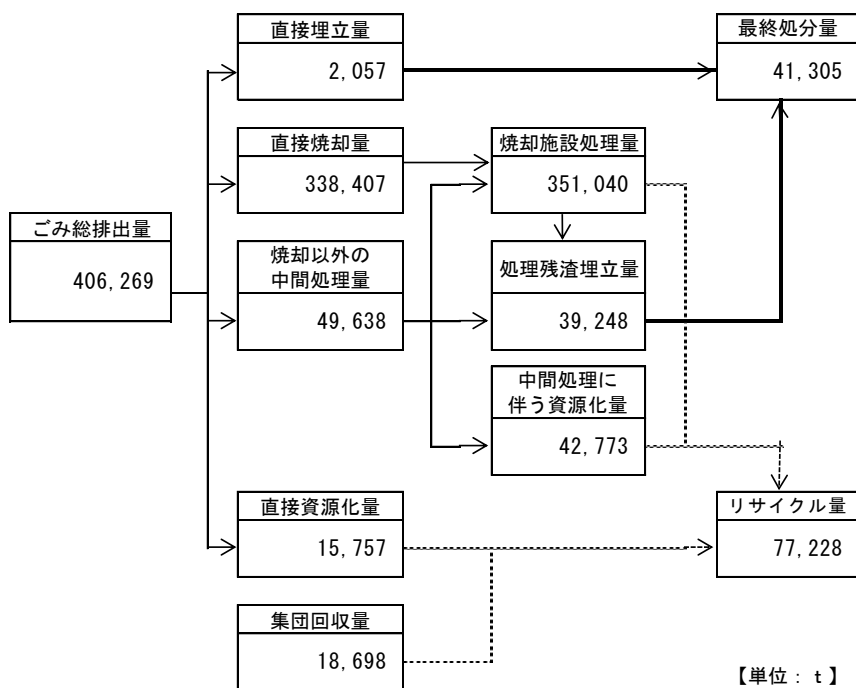 直接埋立量
2,057
最終処分量
41,305
直接焼却量
338,407
焼却施設処理量
351,040
ごみ総排出量
406,269
焼却以外の
中間処理量
49,638
処理残渣埋立量
39,248
中間処理に
伴う資源化量
42,773
直接資源化量
15,757
リサイクル量
77,228
集団回収量
18,698
【単位：ｔ】